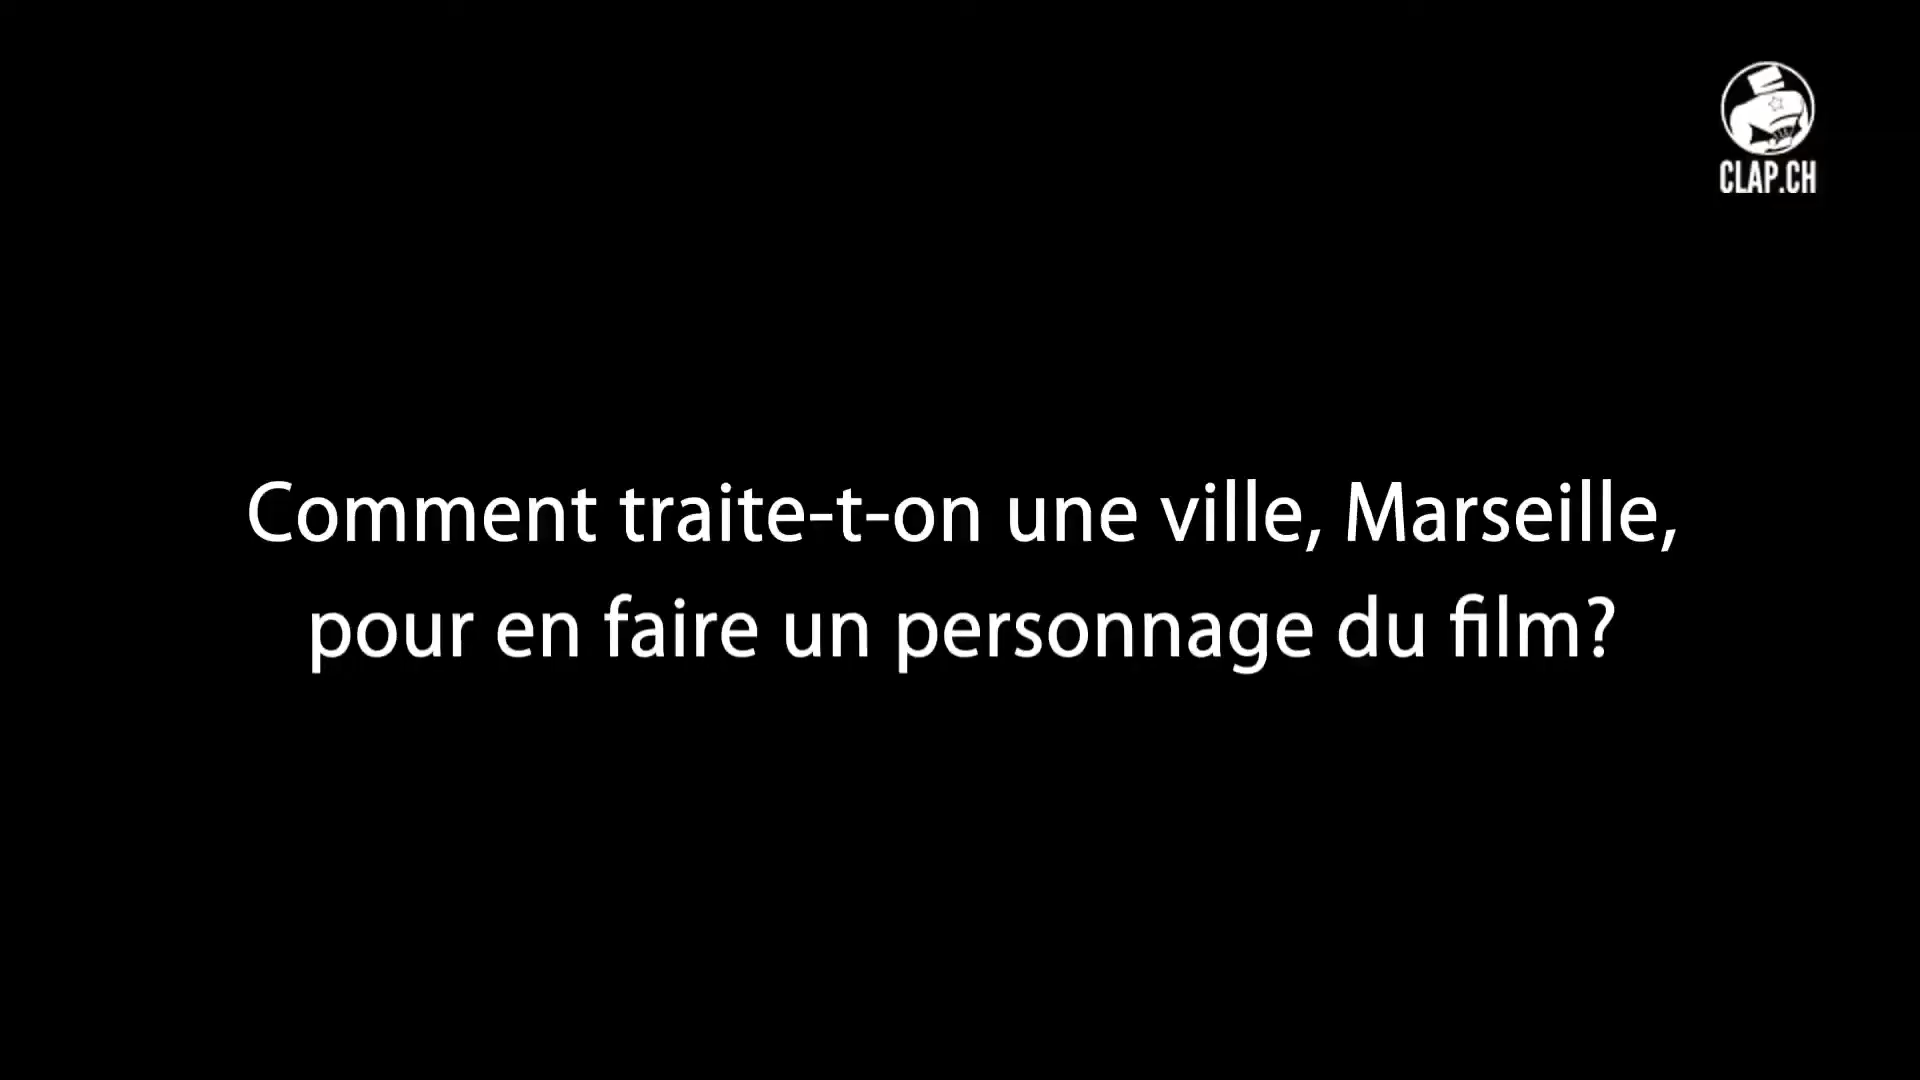 CLAP.CH
Comment traite-t-on une ville, Marseille,
pour en faire un personnage du film?